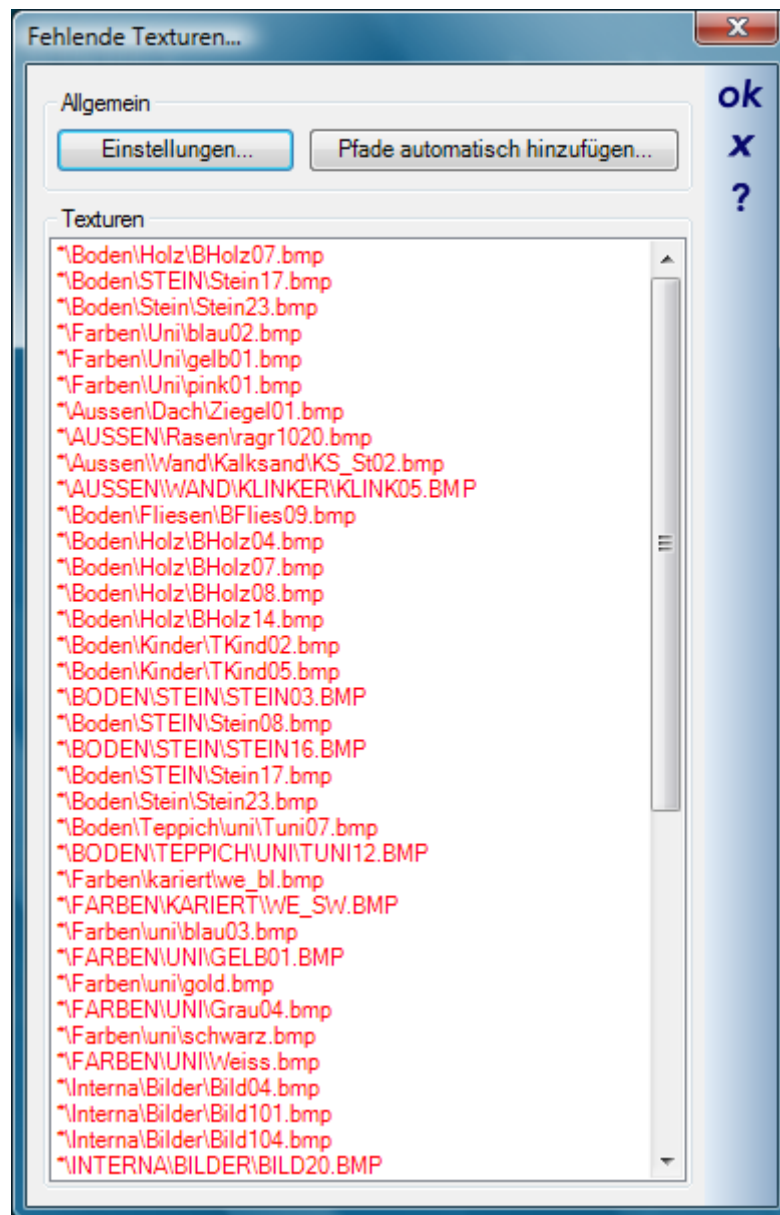 Fehlende Texturen...
ok
x
?
Allgemein
Einstellungen... Pfade automatisch hinzufügen...
Texturen
*\Boden\Holz\BHolz07.bmp
*\Boden\STEIN\Stein17.bmp
*\Boden\Stein\Stein23.bmp
*\Farben\Uni\blau02.bmp
*\Farben\Uni\gelb01.bmp
*\Farben\Uni\pink01.bmp
*\Aussen\Dach\Ziegel01.bmp
*\AUSSEN\Rasen\ragr1020.bmp
*\Aussen\Wand\Kalksand\KS_St02.bmp
*\AUSSEN\WAND\KLINKER\KLINK05.BMP
*\Boden\Fliesen\BFlies09.bmp
*\Boden\Holz\BHolz04.bmp
*\Boden\Holz\BHolz07.bmp
*\Boden\Holz\BHolz08.bmp
*\Boden\Holz\BHolz14.bmp
*\Boden\Kinder\TKind02.bmp
*\Boden\Kinder\TKind05.bmp
*\BODEN\STEIN\STEIN03.BMP
*\Boden\STEIN\Stein08.bmp
*\BODEN\STEIN\STEIN16.BMP
*\Boden\STEIN\Stein17.bmp
*\Boden\Stein\Stein23.bmp
*\Boden\Teppich\uni\Tuni07.bmp
*\BODEN\TEPPICH\UNI\TUNI12.BMP
*\Farben\kariert\we_bl.bmp
*\FARBEN\KARIERT\WE_SW.BMP
*\Farben\uni\blau03.bmp
*\FARBEN\UNI\GELB01.BMP
*\Farben\uni\gold.bmp
*\FARBEN\UNI\Grau04.bmp
*\Farben\uni\schwarz.bmp
*\FARBEN\UNI\Weiss.bmp
*\Interna\Bilder\Bild04.bmp
*\Interna\Bilder\Bild101.bmp
*\Interna\Bilder\Bild104.bmp
*\INTERNA\BILDER\BILD20.BMP